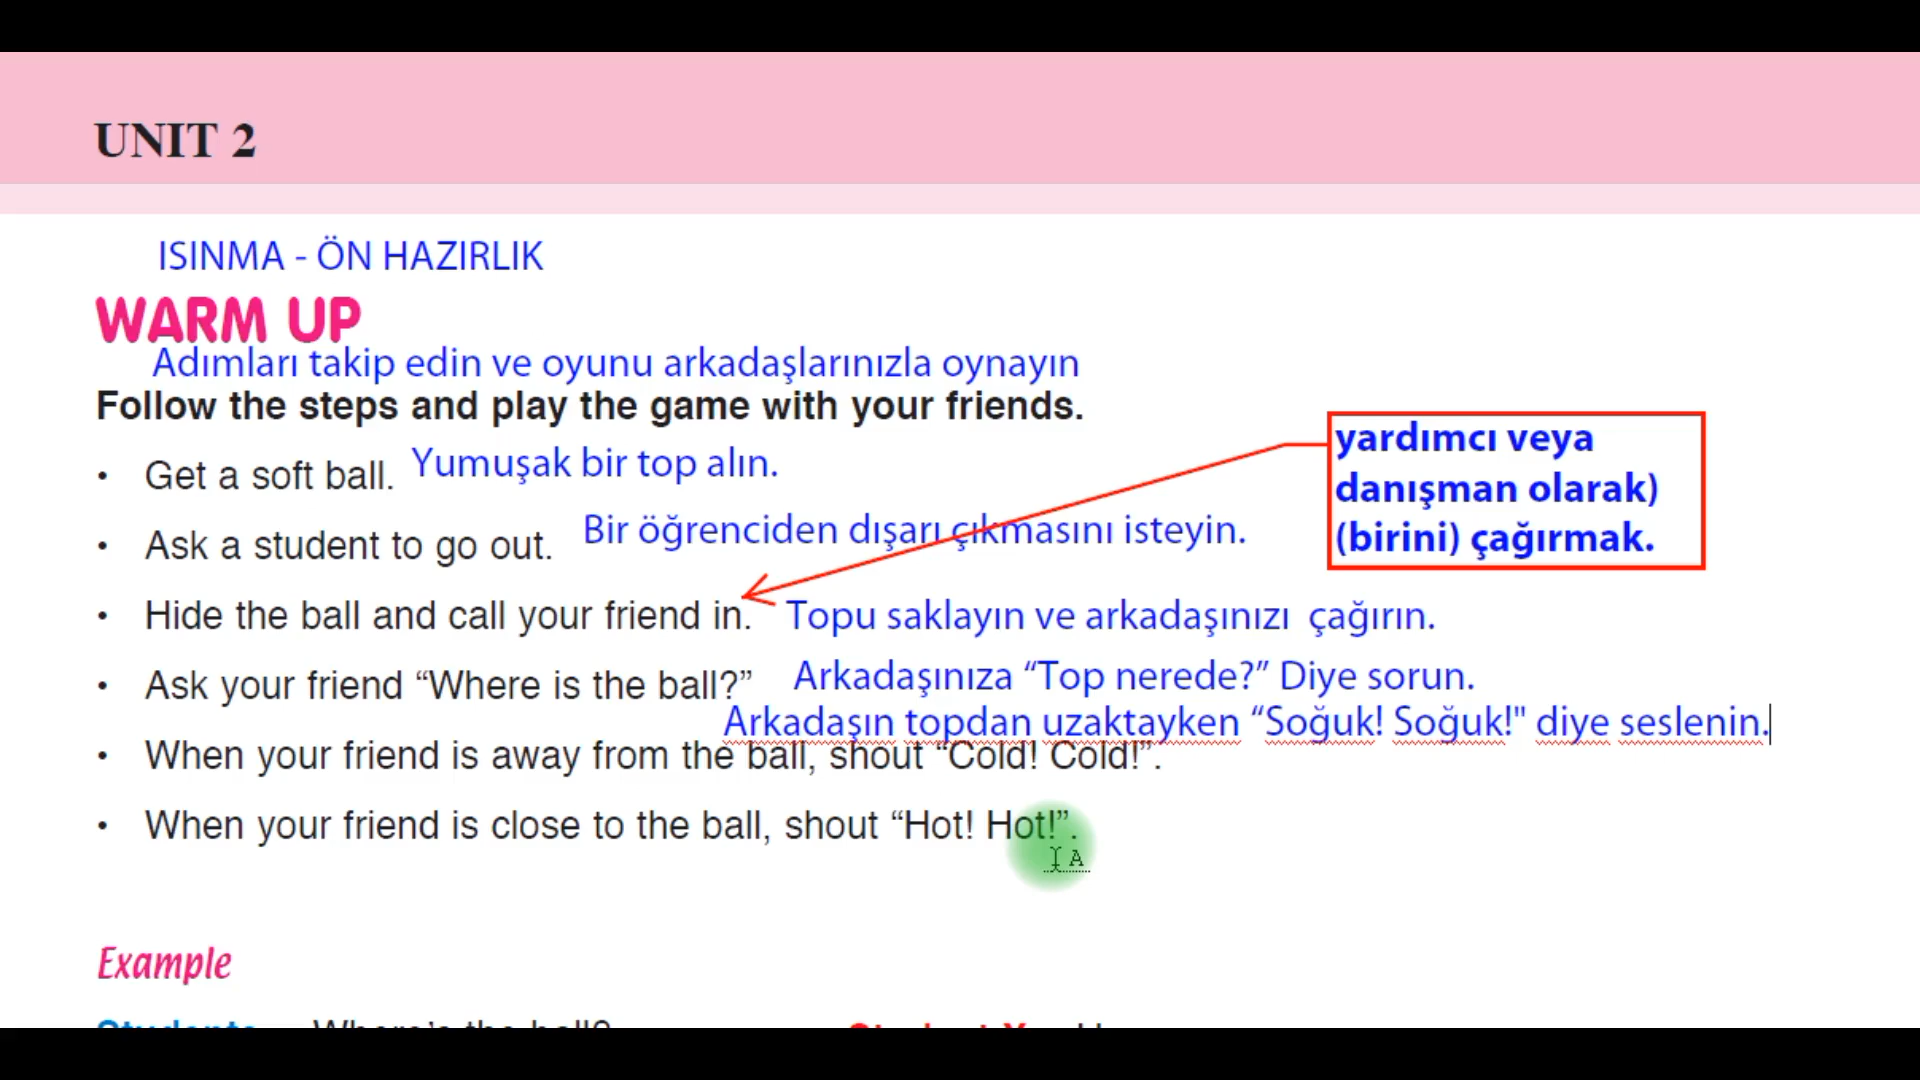 UNIT 2
ISINMA - ÖN HAZIRLIK
WARM UP
Adımları takip edin ve oyunu arkadaşlarınızla oynayın
Follow the steps and play the game with your friends.
yardımcı veya
danışman olarak)
(birini) çağırmak.
• Get a soft ball. Yumuşak bir top alın.
• Ask a student to go out. Bir öğrenciden dışarı çıkmasını isteyin.
• Hide the ball and call your friend in. Topu saklayın ve arkadaşınızı çağırın.
• Ask your friend “Where is the ball?” Arkadaşınıza “Top nerede?” Diye sorun.
Arkadaşın topdan uzaktayken “Soğuk! Soğuk!" diye seslenin.
• When your friend is away from the ball, shout “Cold! Cold!”.
• When your friend is close to the ball, shout “Hot! Hot!”.
Example
Students Where's the ball?